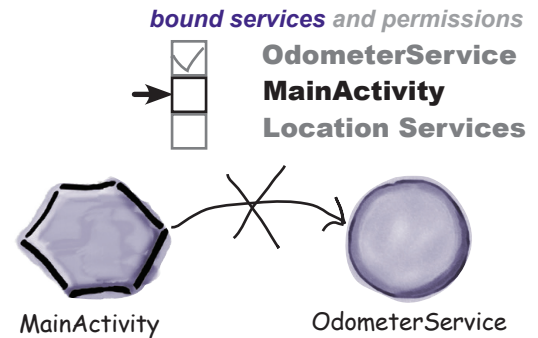 bound services and permissions
OdometerService
MainActivity
Location Services
MainActivity
OdometerService